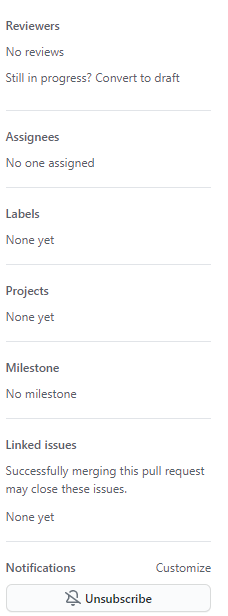 Reviewers
No reviews
Still in progress? Convert to draft
Assignees
No one assigned
Labels
None yet
Projects
None yet
Milestone
No milestone
Linked issues
Successfully merging this pull request
may close these issues.
None yet
Notifications Customize
Unsubscribe